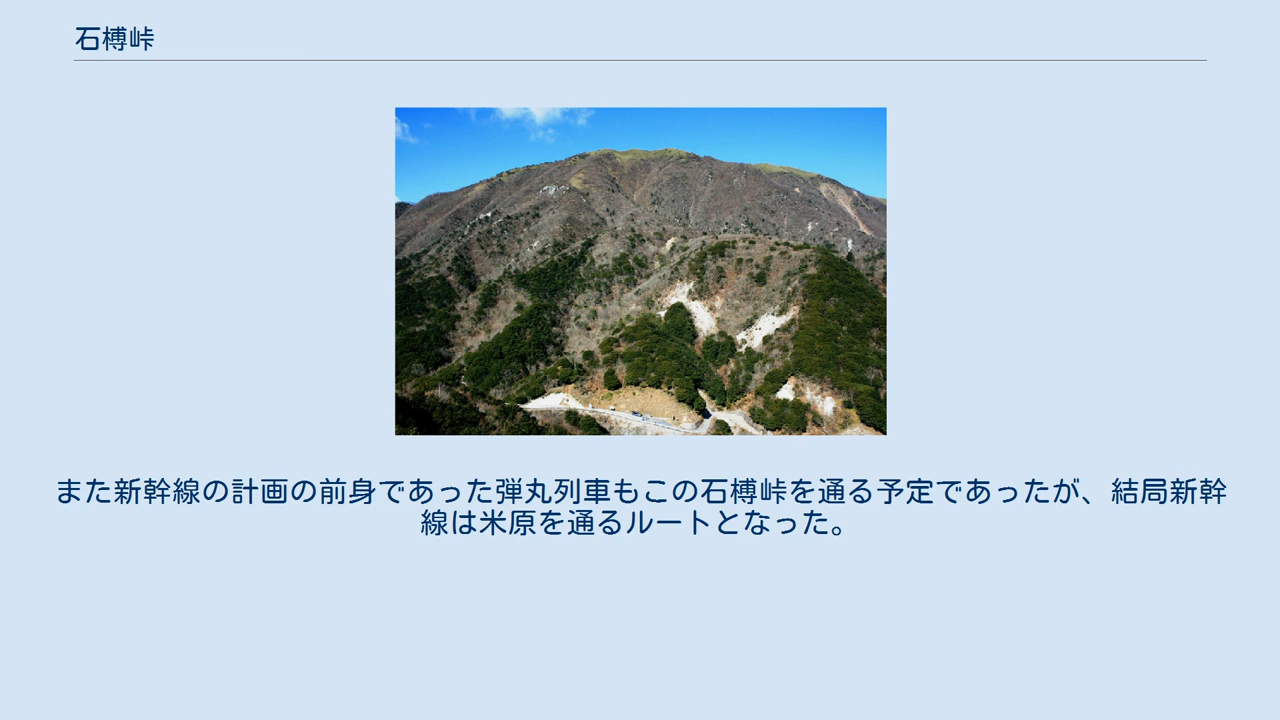 石榑峠
また新幹線の計画の前身であった弾丸列車もこの石榑峠を通る予定であったが、結局新幹
線は米原を通るルートとなった。